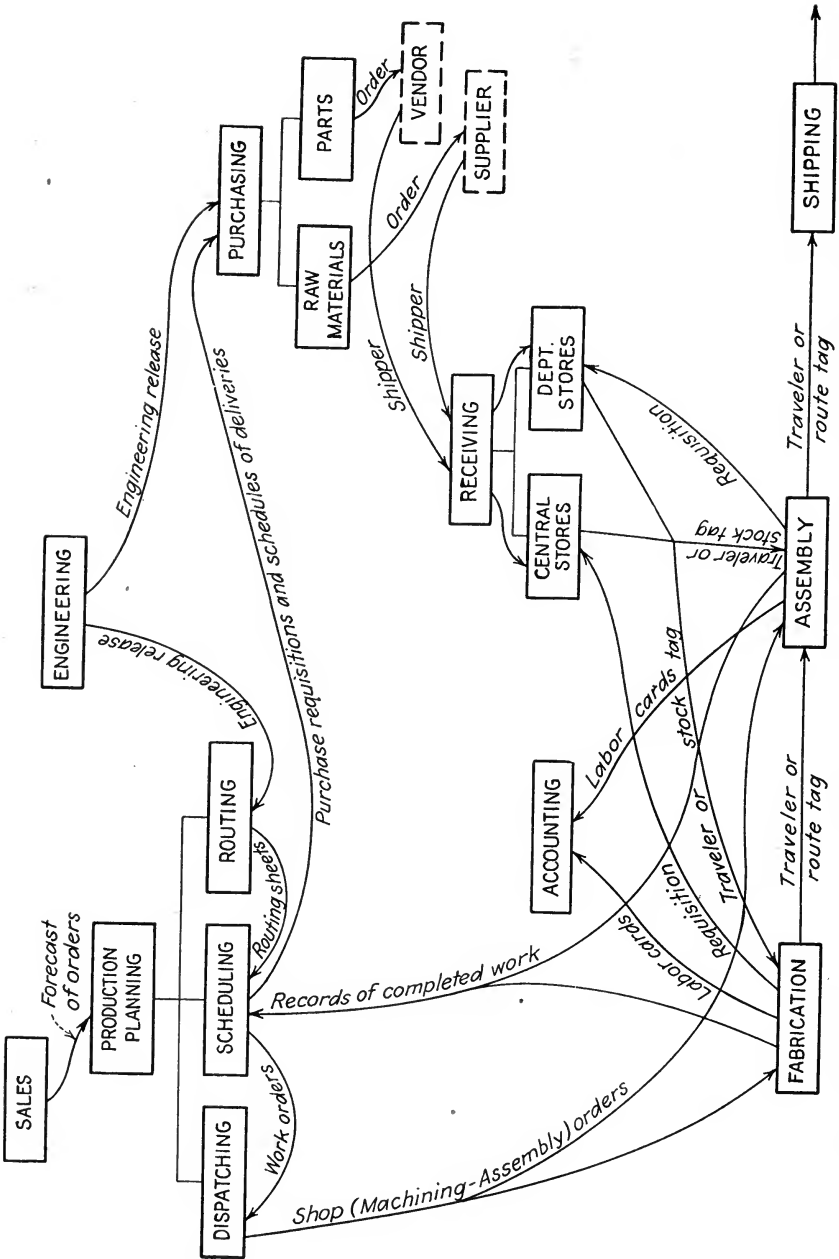 SALES
Forecast
of orders
PRODUCTION
PLANNING
DISPATCHING
SCHEDULING
ROUTING
Work orders
Routing sheets
ENGINEERING
Engineering release
Engineering release
Purchase requisitions and schedules of deliveries
PURCHASING
RAW
MATERIALS
PARTS
Order
Order
VENDOR
SUPPLIER
Shipper
Shipper
RECEIVING
CENTRAL
STORES
DEPT.
STORES
ACCOUNTING
Records of completed work
Shop (Machining-Assembly) orders
Labor cards
Requisition
Traveler or stock tag
Labor cards
Traveler or
stock tag
Requisition
FABRICATION
Traveler or
route tag
ASSEMBLY
Traveler or
route tag
SHIPPING